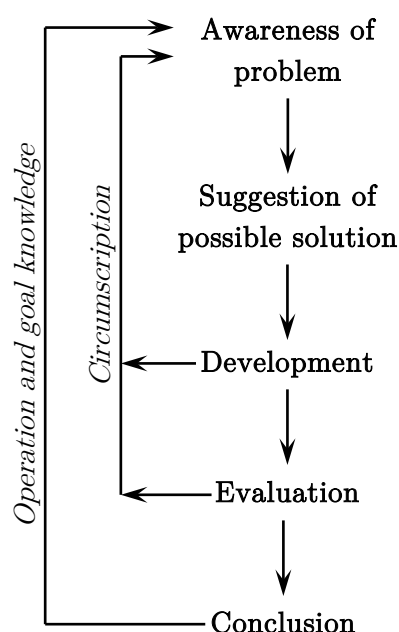 Awareness of
problem
Suggestion of
possible solution
Development
Evaluation
Conclusion
Circumscription
Operation and goal knowledge